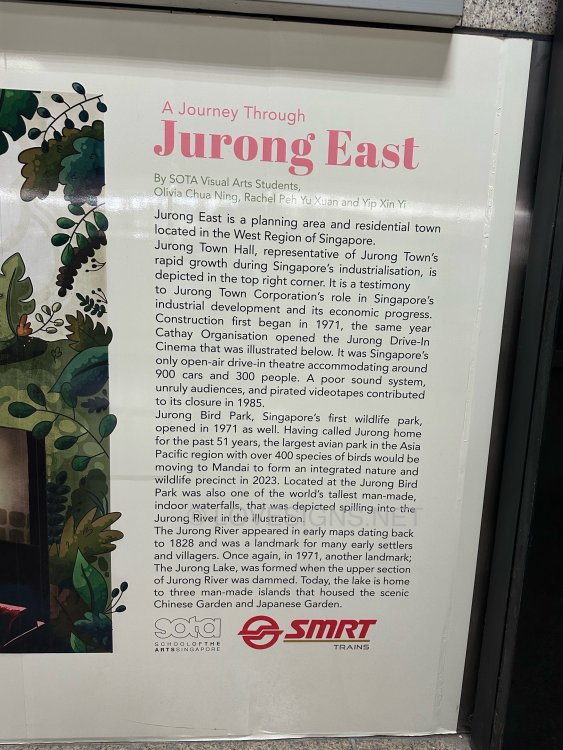 A Journey Through
Jurong East
By SOTA Visual Arts Students,
Olivia Chua Ning, Rachel Peh Yu Xuan and Yip Xin Yi
Jurong East is a planning area and residential town
located in the West Region of Singapore.
Jurong Town Hall, representative of Jurong Town's
rapid growth during Singapore's industrialisation, is
depicted in the top right corner. It is a testimony
to Jurong Town Corporation's role in Singapore's
industrial development and its economic progress.
Construction first began in 1971, the same year
Cathay Organisation opened the Jurong Drive-In
Cinema that was illustrated below. It was Singapore's
only open-air drive-in theatre accommodating around
900 cars and 300 people. A poor sound system,
unruly audiences, and pirated videotapes contributed
to its closure in 1985.
Jurong Bird Park, Singapore's first wildlife park,
opened in 1971 as well. Having called Jurong home
for the past 51 years, the largest avian park in the Asia
Pacific region with over 400 species of birds would be
moving to Mandai to form an integrated nature and
wildlife precinct in 2023. Located at the Jurong Bird
Park was also one of the world's tallest man-made,
indoor waterfalls, that was depicted spilling into the
Jurong River in the illustration.
The Jurong River appeared in early maps dating back
to 1828 and was a landmark for many early settlers
and villagers. Once again, in 1971, another landmark;
The Jurong Lake, was formed when the upper section
of Jurong River was dammed. Today, the lake is home
to three man-made islands that housed the scenic
Chinese Garden and Japanese Garden.
sota
SCHOOLOFTHE
ARTSSINGAPORE
SMRT
TRAINS